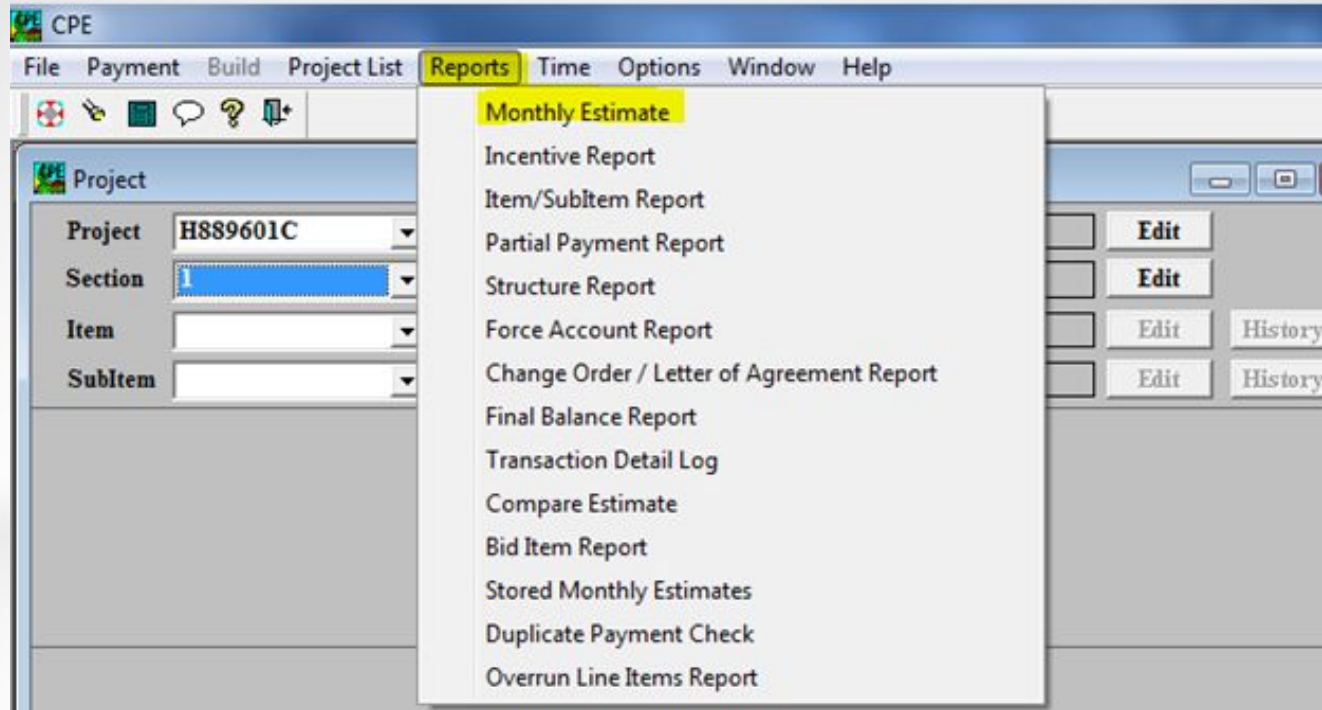 CPE
File Payment Build Project List Reports Time Options Window Help
Monthly Estimate
Incentive Report
Item/SubItem Report
Partial Payment Report
Structure Report
Force Account Report
Change Order / Letter of Agreement Report
Final Balance Report
Transaction Detail Log
Compare Estimate
Bid Item Report
Stored Monthly Estimates
Duplicate Payment Check
Overrun Line Items Report
Project
Project H889601C Edit
Section 1 Edit
Item Edit History
SubItem Edit History